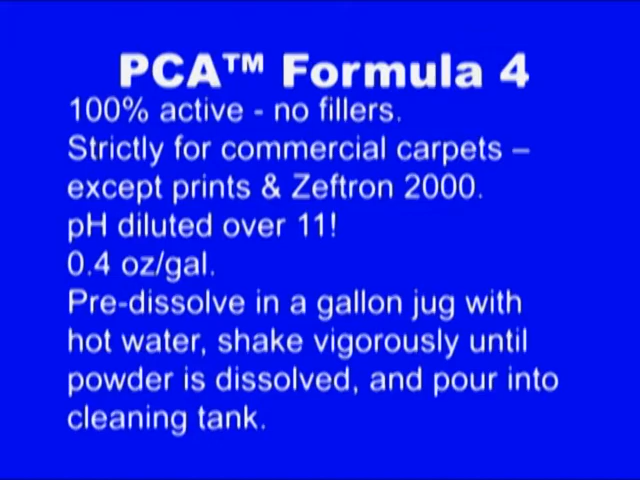 PCA™ Formula 4
100% active - no fillers.
Strictly for commercial carpets –
except prints & Zeftron 2000.
pH diluted over 11!
0.4 oz/gal.
Pre-dissolve in a gallon jug with
hot water, shake vigorously until
powder is dissolved, and pour into
cleaning tank.